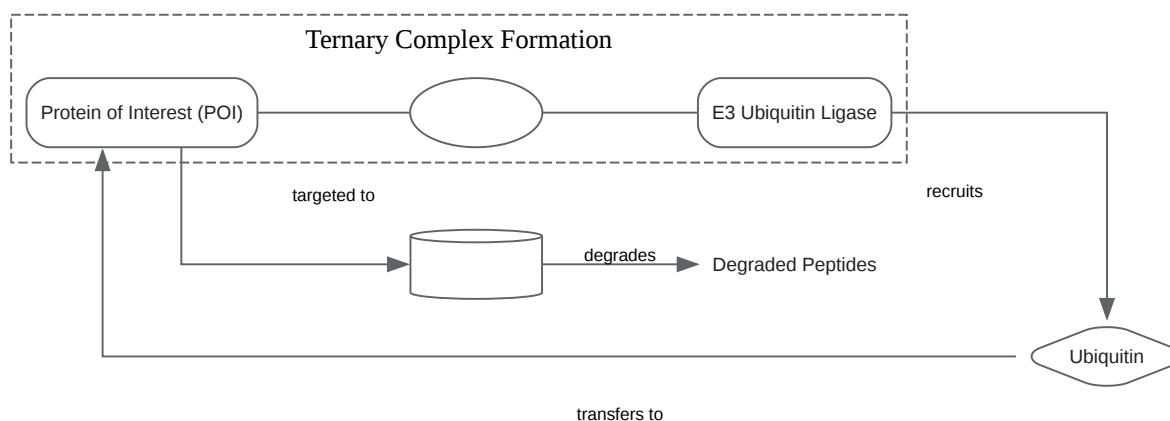 Ternary Complex Formation
Protein of Interest (POI)
E3 Ubiquitin Ligase
targeted to
recruits
degrades
Degraded Peptides
Ubiquitin
transfers to